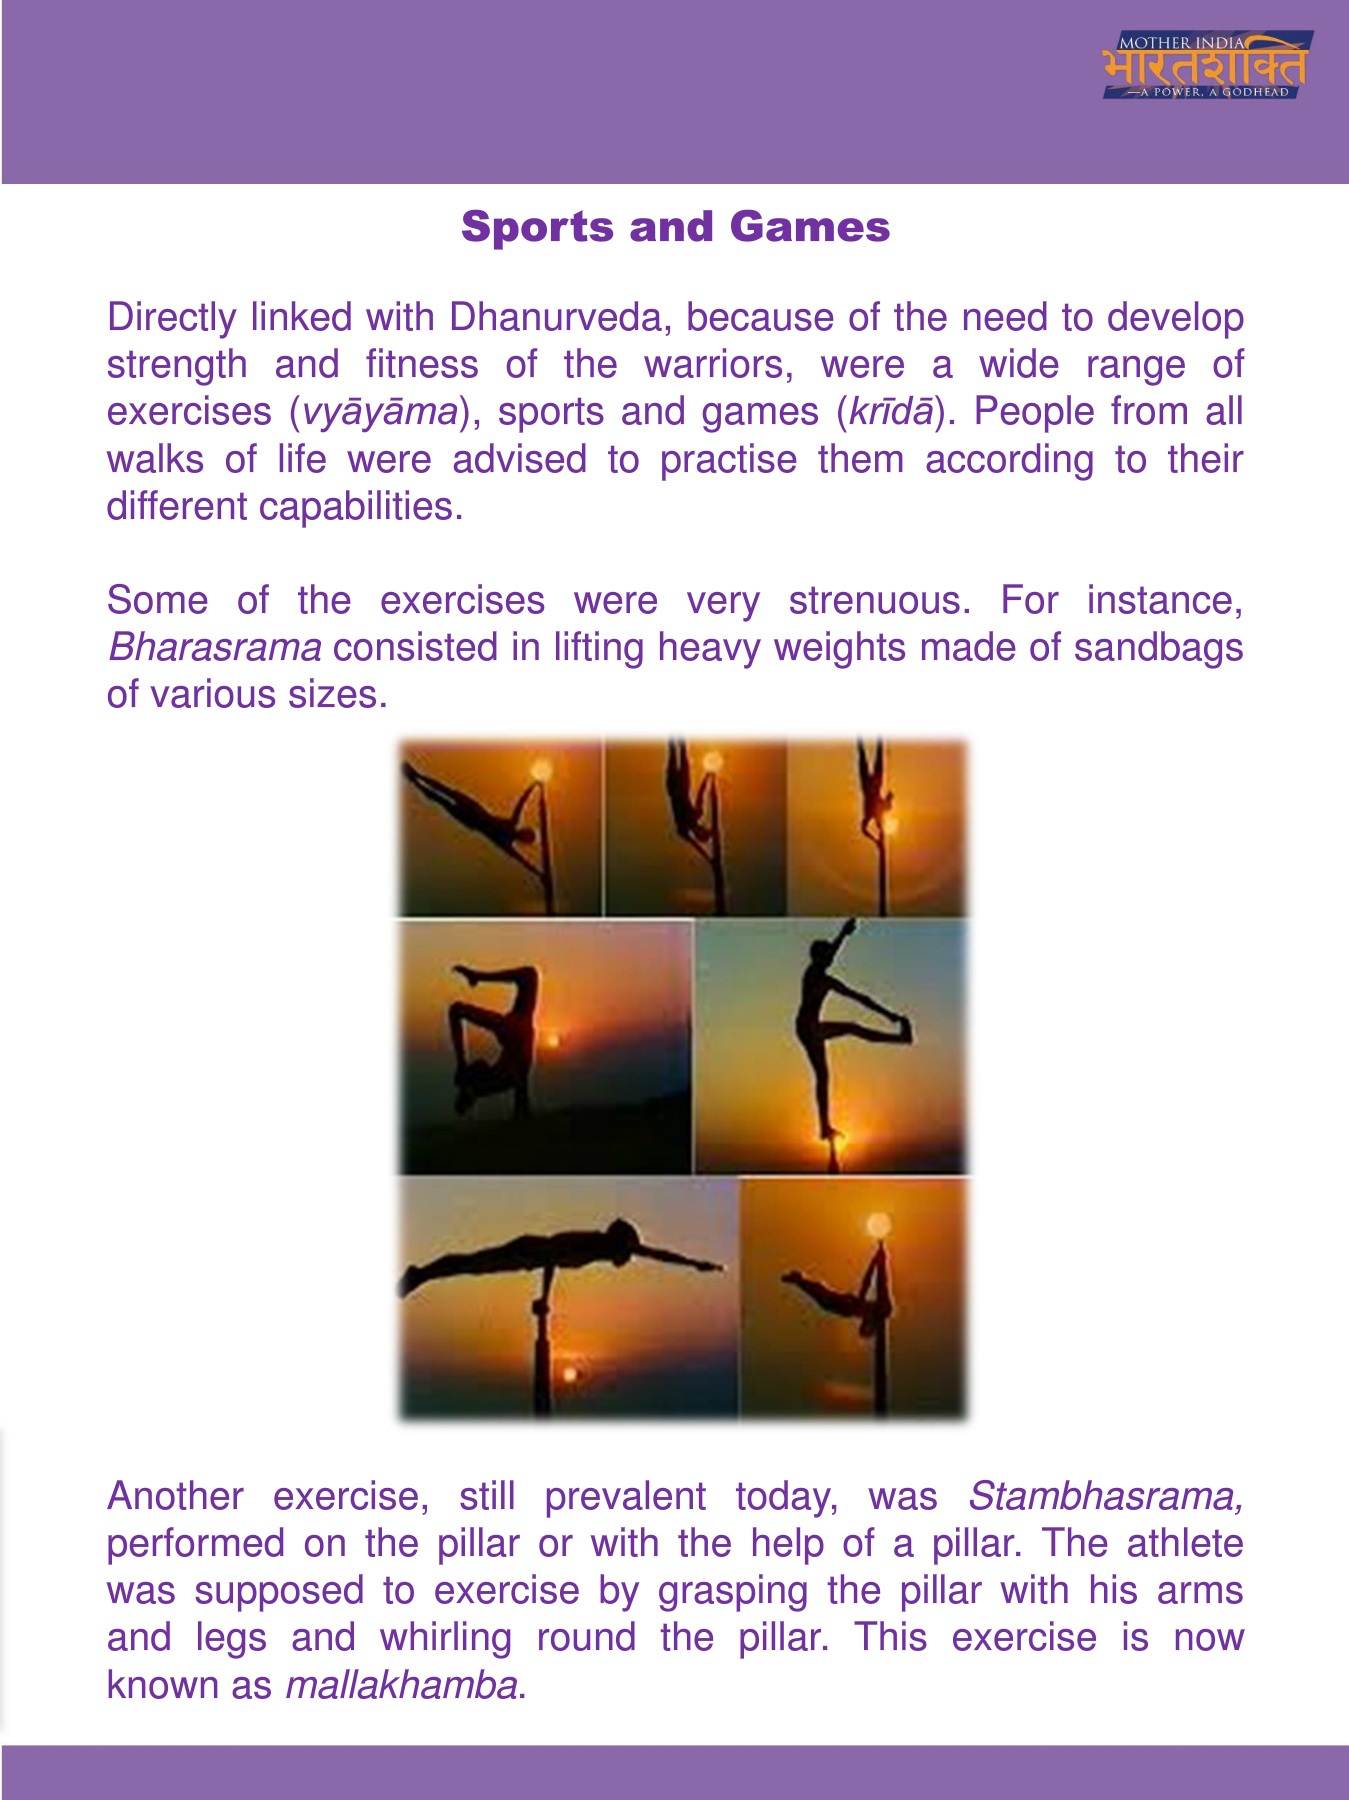 MOTHER INDIA
भारतशक्ति
—A POWER, A GODHEAD
Sports and Games
Directly linked with Dhanurveda, because of the need to develop
strength and fitness of the warriors, were a wide range of
exercises (vyāyāma), sports and games (krīdā). People from all
walks of life were advised to practise them according to their
different capabilities.
Some of the exercises were very strenuous. For instance,
Bharasrama consisted in lifting heavy weights made of sandbags
of various sizes.
Another exercise, still prevalent today, was Stambhasrama,
performed on the pillar or with the help of a pillar. The athlete
was supposed to exercise by grasping the pillar with his arms
and legs and whirling round the pillar. This exercise is now
known as mallakhamba.